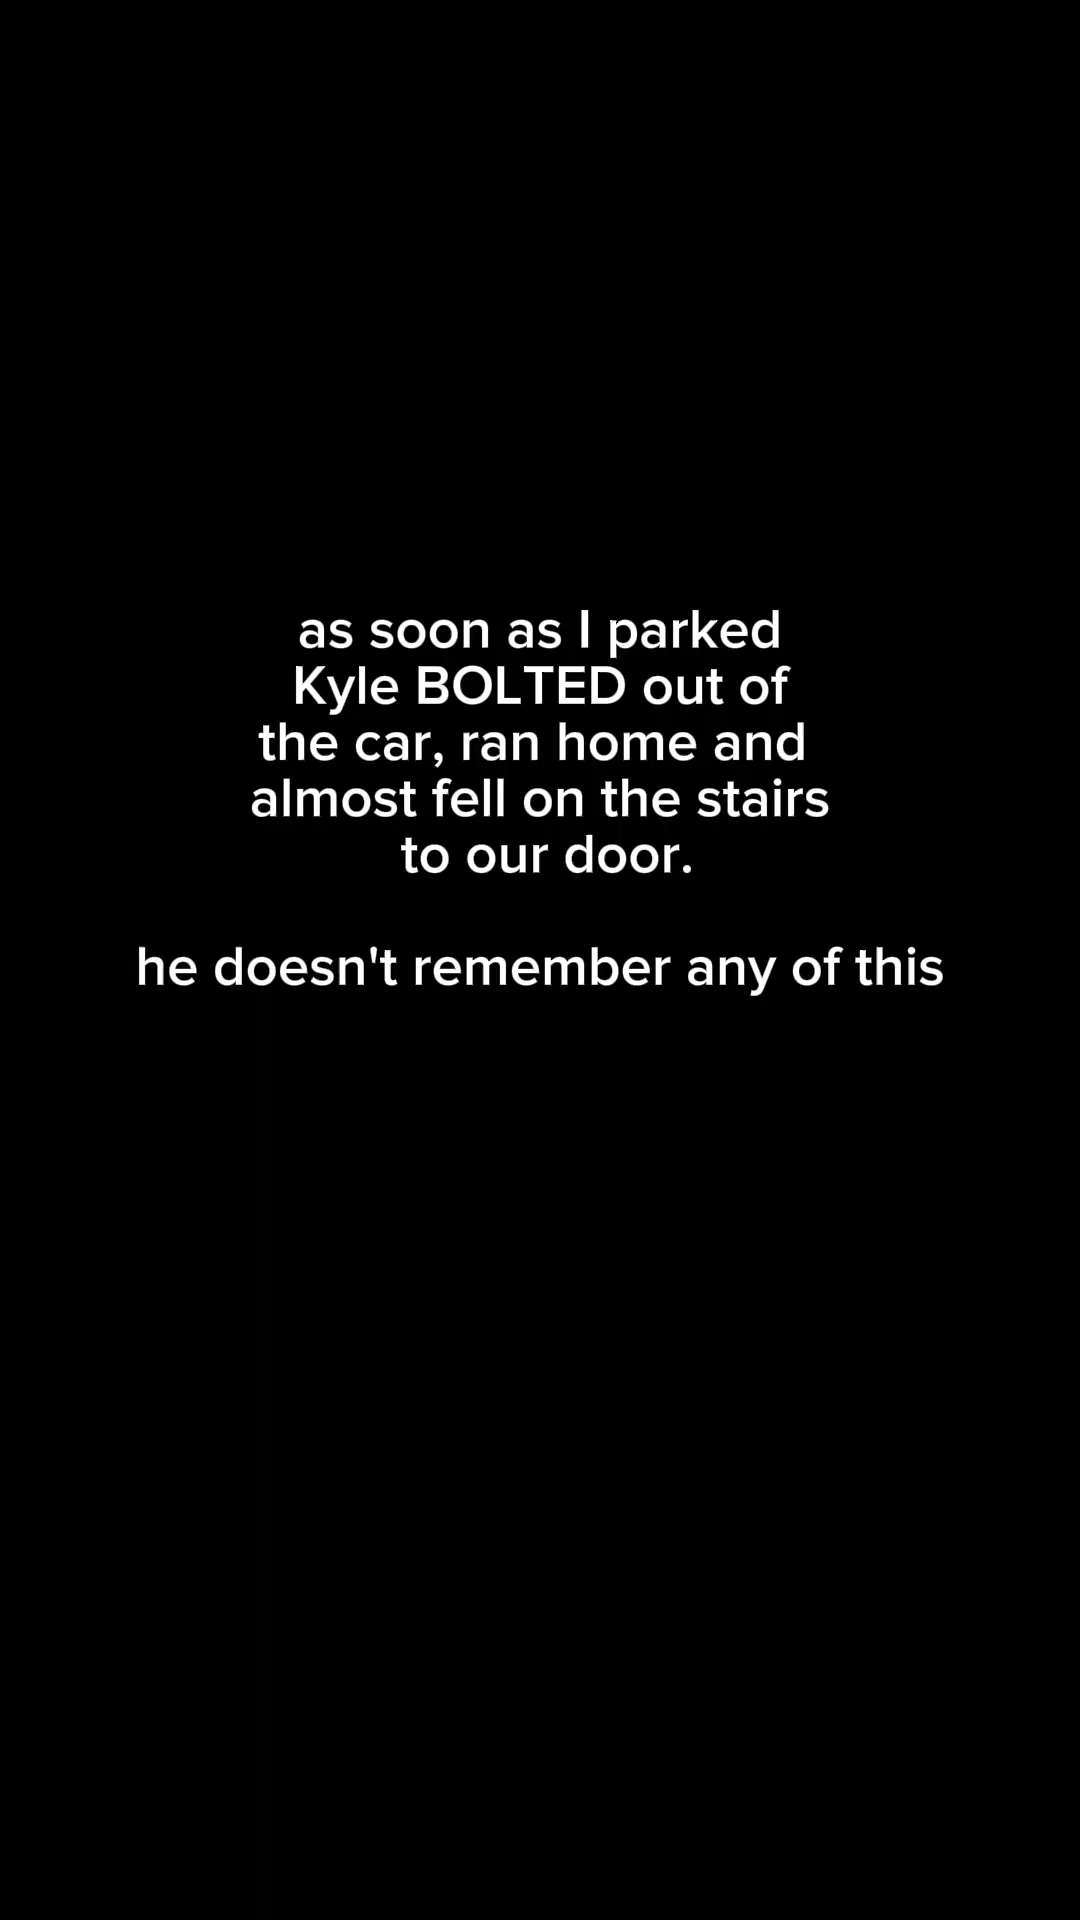 as soon as I parked
Kyle BOLTED out of
the car, ran home and
almost fell on the stairs
to our door.
he doesn't remember any of this